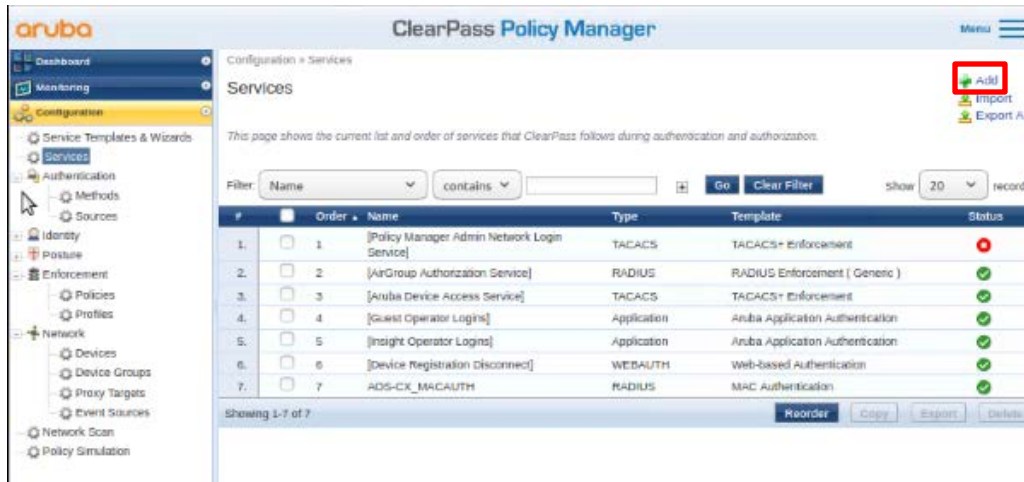 aruba
ClearPass Policy Manager
Menu
Dashboard
Monitoring
Configuration
Service Templates & Wizards
Services
Authentication
Methods
Sources
Identity
Posture
Enforcement
Policies
Profiles
Network
Devices
Device Groups
Proxy Targets
Event Sources
Network Scan
Policy Simulation
Configuration » Services
Services
Add
Import
Export A
This page shows the current list and order of services that ClearPass follows during authentication and authorization.
Filter: Name contains Go Clear Filter Show 20 record
# Order Name Type Template Status
1. 1 [Policy Manager Admin Network Login Service] TACACS TACACS+ Enforcement
2. 2 [AirGroup Authorization Service] RADIUS RADIUS Enforcement ( Generic )
3. 3 [Aruba Device Access Service] TACACS TACACS+ Enforcement
4. 4 [Guest Operator Logins] Application Aruba Application Authentication
5. 5 [Insight Operator Logins] Application Aruba Application Authentication
6. 6 [Device Registration Disconnect] WEBAUTH Web-based Authentication
7. 7 AOS-CX_MACAUTH RADIUS MAC Authentication
Showing 1-7 of 7 Reorder Copy Export Delete